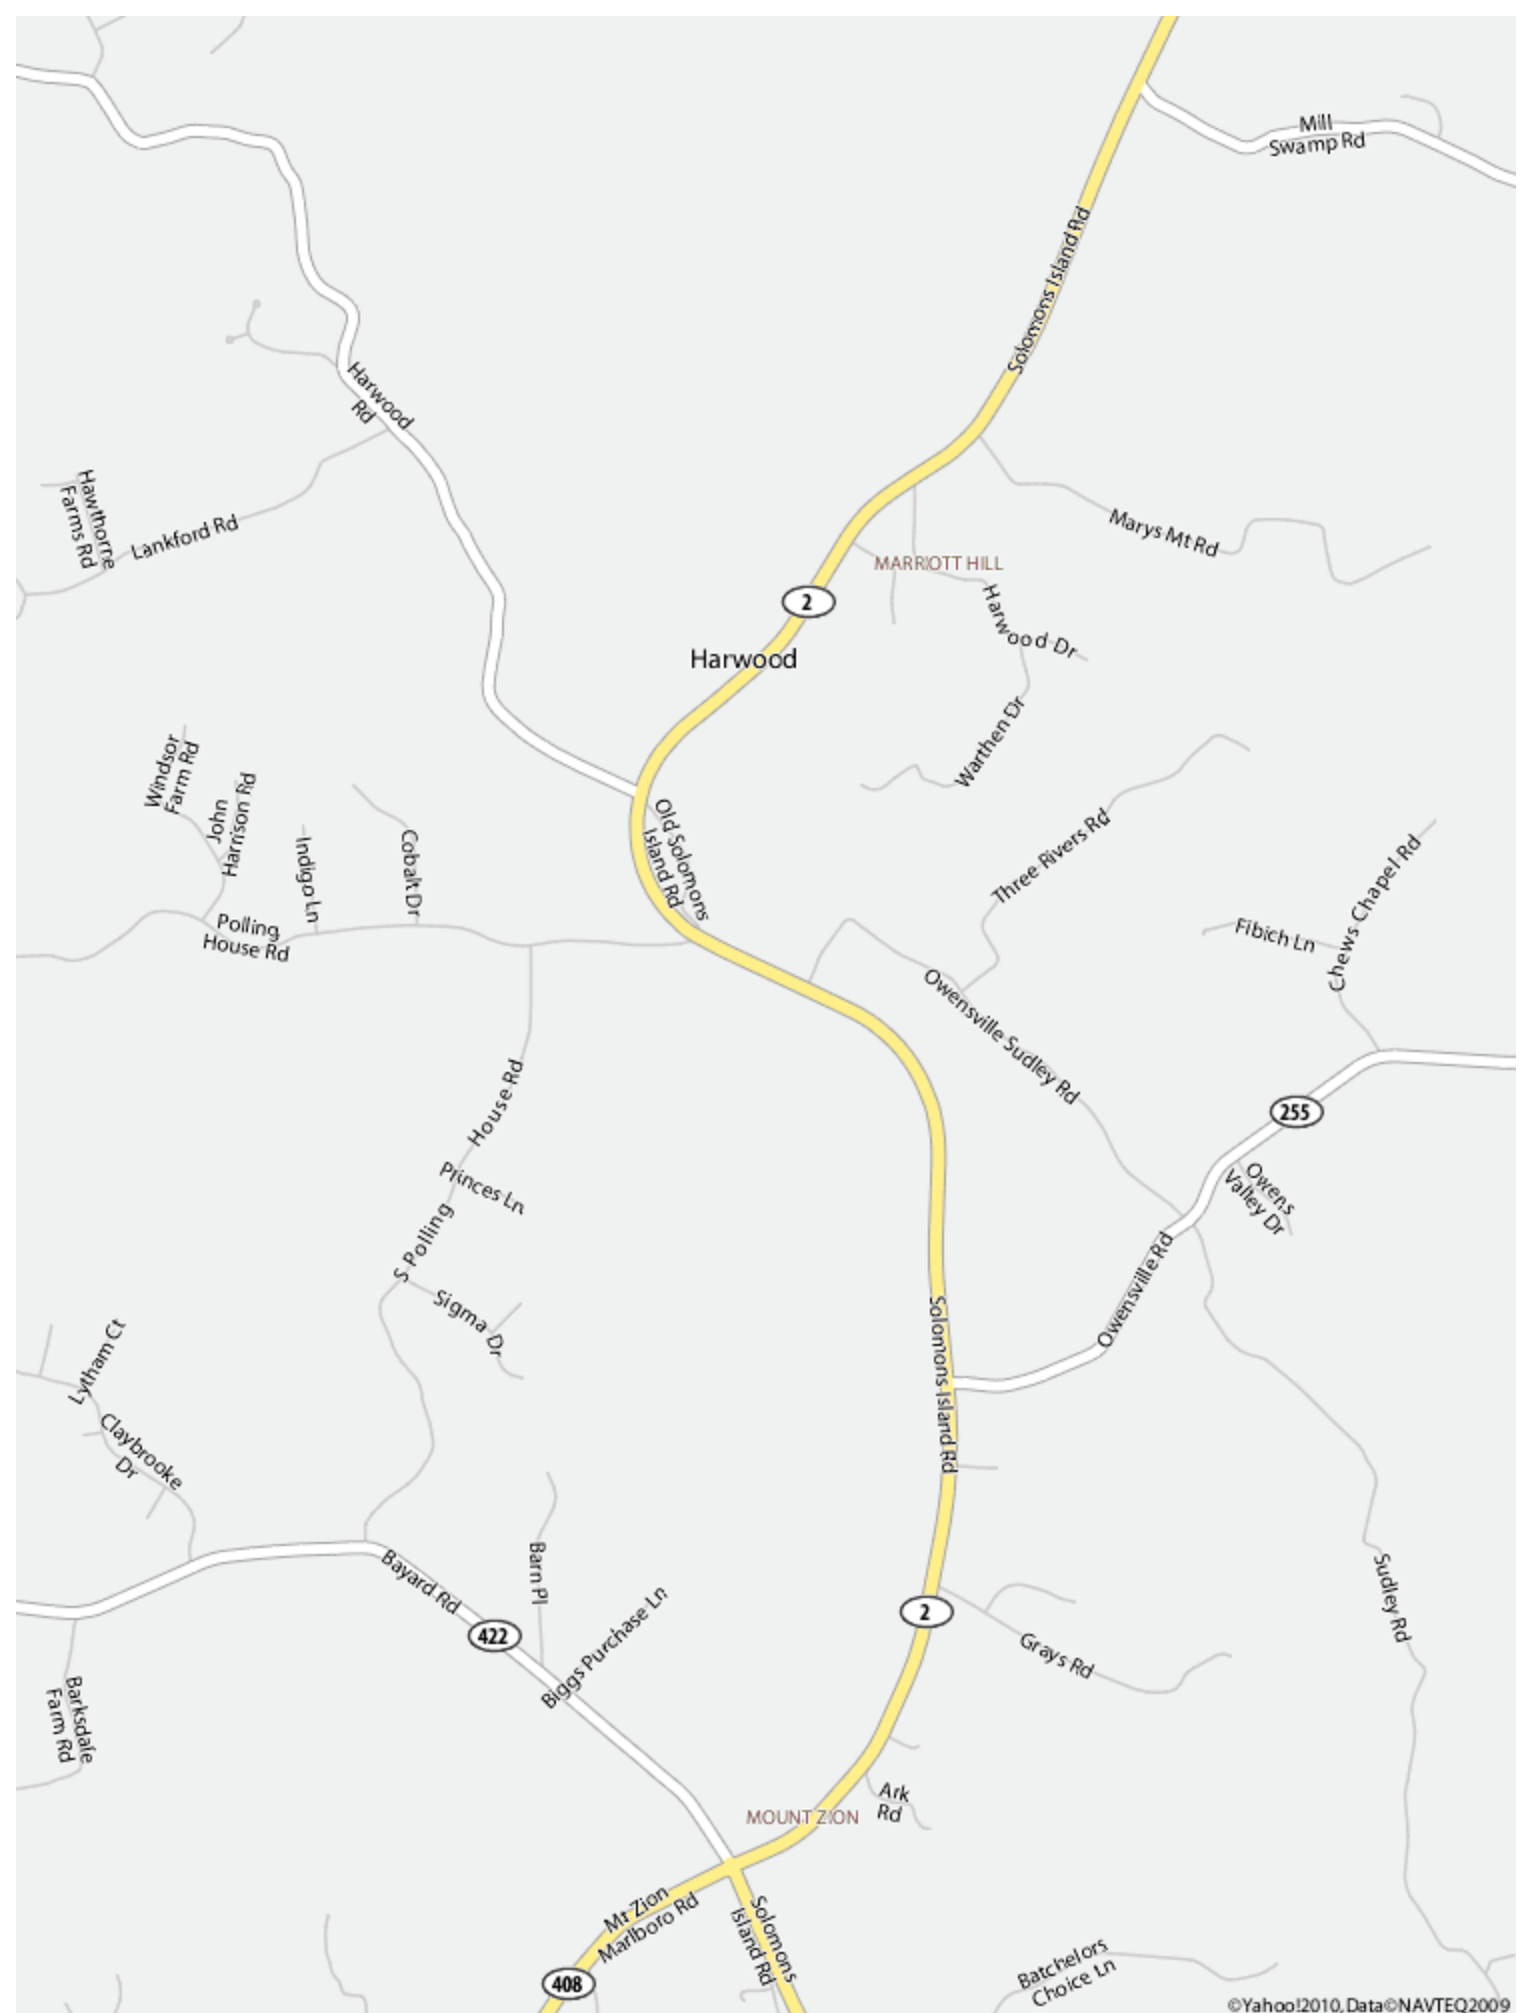 Mill
Swamp Rd
Solomons Island Rd
Harwood
Rd
Hawthorne
Farms Rd
Lankford Rd
Marys Mt Rd
MARRIOTT HILL
2
Harwood Dr
Harwood
Warthen Dr
Windsor
Farm Rd
John
Harrison Rd
Indigo Ln
Cobalt Dr
Old Solomons
Island Rd
Three Rivers Rd
Chews Chapel Rd
Fibich Ln
Polling
House Rd
Owensville Sudley Rd
255
S Polling House Rd
Princes Ln
Owens
Valley Dr
Owensville Rd
Sigma Dr
Solomons Island Rd
Lytham Ct
Claybrooke
Dr
Bayard Rd
Barn Pl
Sudley Rd
2
422
Biggs Purchase Ln
Grays Rd
Barksdale
Farm Rd
Ark
Rd
MOUNT ZION
Mt Zion
Marlboro Rd
Solomons
Island Rd
Batchelors
Choice Ln
408
©Yahoo!2010,Data©NAVTEQ2009